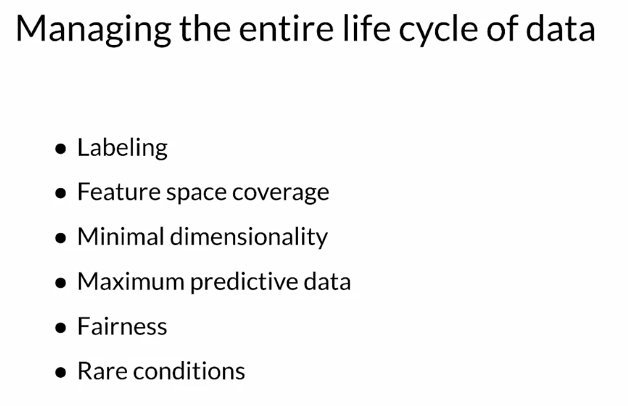 Managing the entire life cycle of data
● Labeling
● Feature space coverage
● Minimal dimensionality
● Maximum predictive data
● Fairness
● Rare conditions